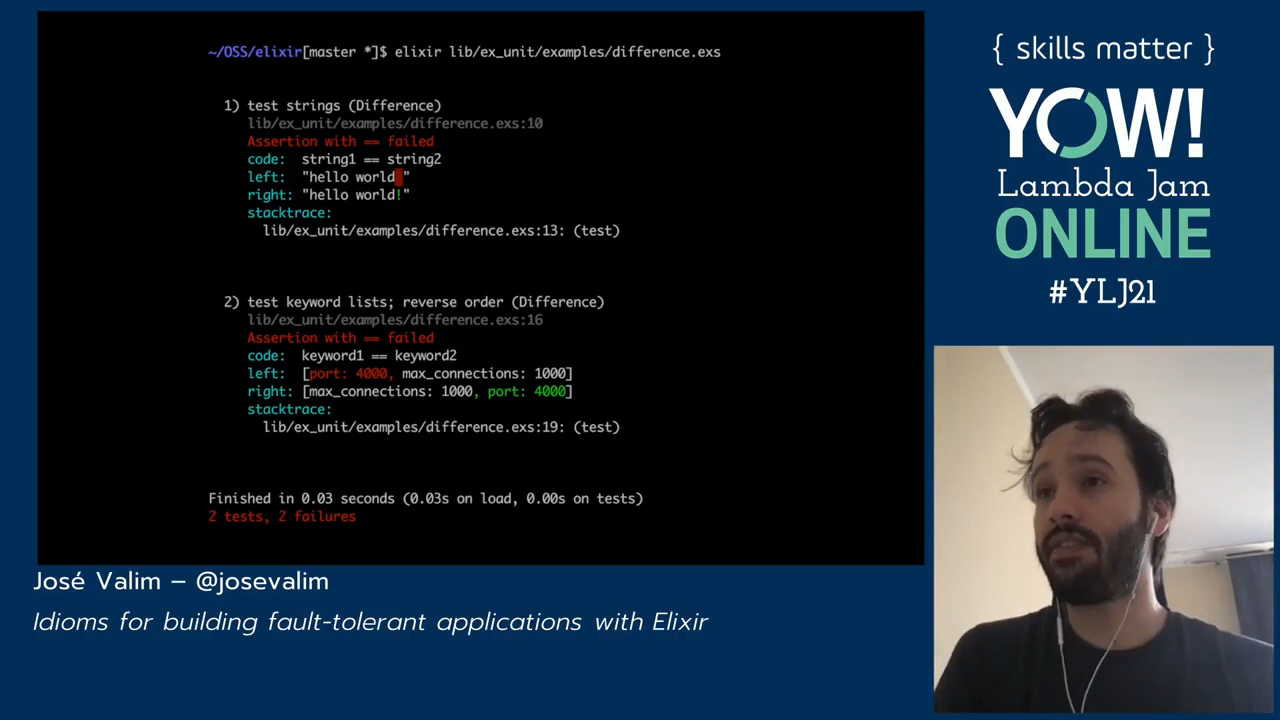 ~/OSS/elixir[master *]$ elixir lib/ex_unit/examples/difference.exs
1) test strings (Difference)
lib/ex_unit/examples/difference.exs:10
Assertion with == failed
code: string1 == string2
left: "hello world "
right: "hello world!"
stacktrace:
lib/ex_unit/examples/difference.exs:13: (test)
2) test keyword lists; reverse order (Difference)
lib/ex_unit/examples/difference.exs:16
Assertion with == failed
code: keyword1 == keyword2
left: [port: 4000, max_connections: 1000]
right: [max_connections: 1000, port: 4000]
stacktrace:
lib/ex_unit/examples/difference.exs:19: (test)
Finished in 0.03 seconds (0.03s on load, 0.00s on tests)
2 tests, 2 failures
José Valim – @josevalim
Idioms for building fault-tolerant applications with Elixir
{ skills matter }
YOW!
Lambda Jam
ONLINE
#YLJ21